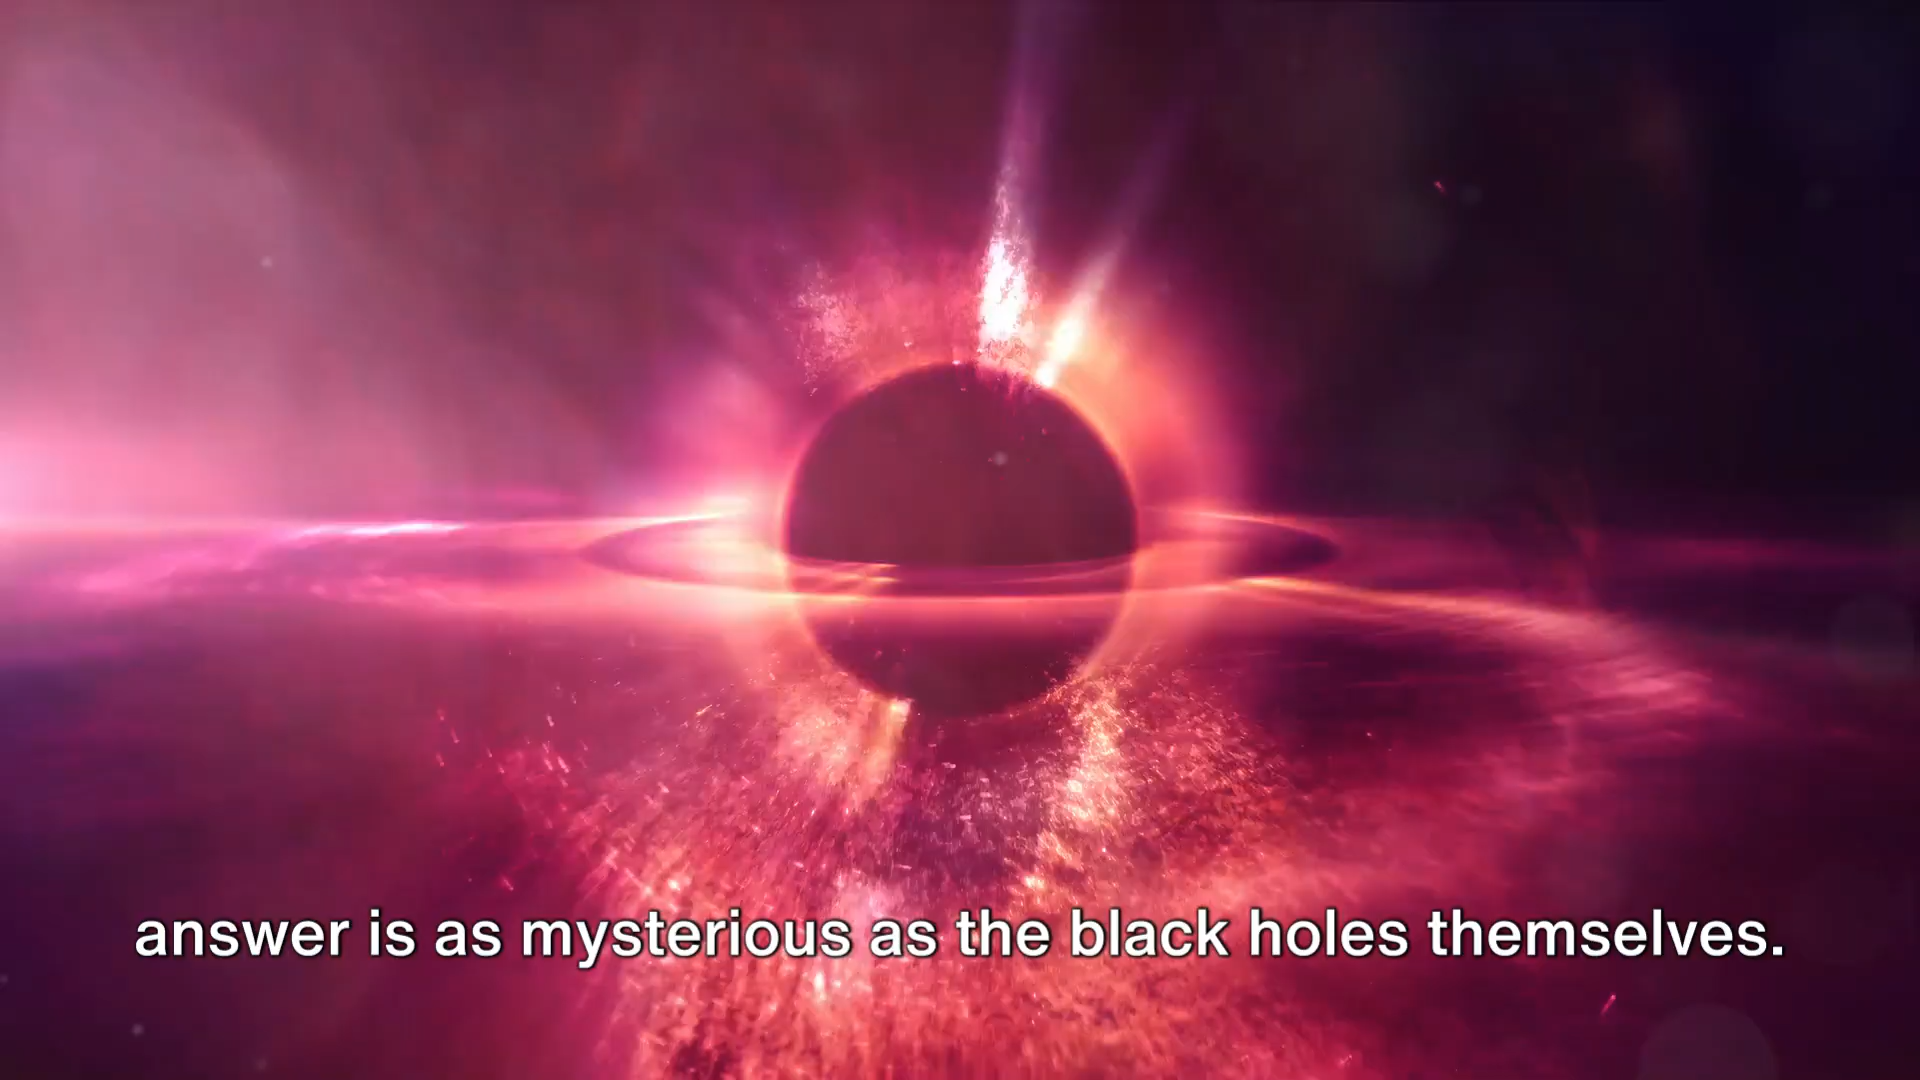 answer is as mysterious as the black holes themselves.